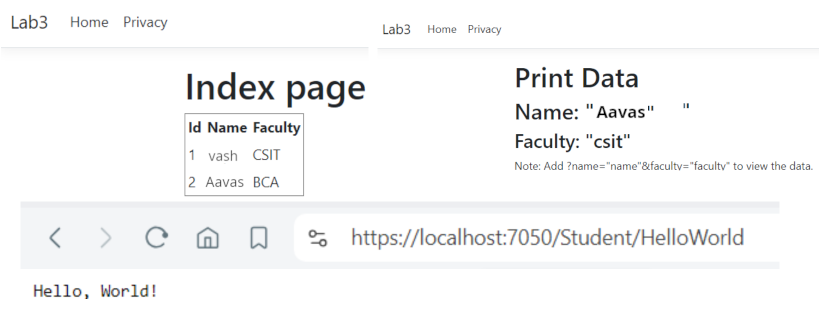 Lab3 Home Privacy
Index page
Id Name Faculty
1 vash CSIT
2 Aavas BCA
Lab3 Home Privacy
Print Data
Name: "Aavas" "
Faculty: "csit"
Note: Add ?name="name"&faculty="faculty" to view the data.
https://localhost:7050/Student/HelloWorld
Hello, World!